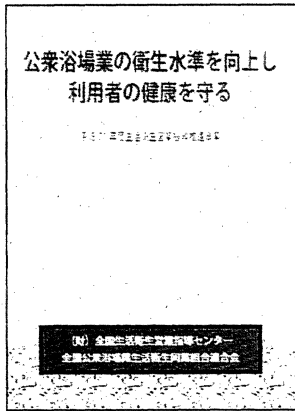 公衆浴場業の衛生水準を向上し
利用者の健康を守る
(財) 全国生活衛生営業指導センター
全国公衆浴場業生活衛生同業組合連合会